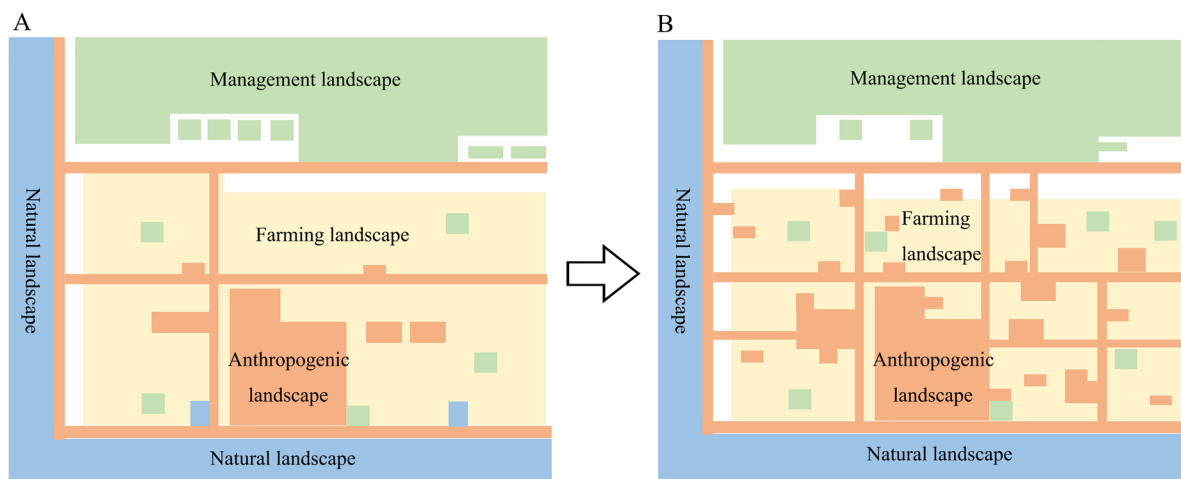 A
Management landscape
Natural landscape
Farming landscape
Anthropogenic
landscape
Natural landscape
B
Management landscape
Natural landscape
Farming
landscape
Anthropogenic
landscape
Natural landscape